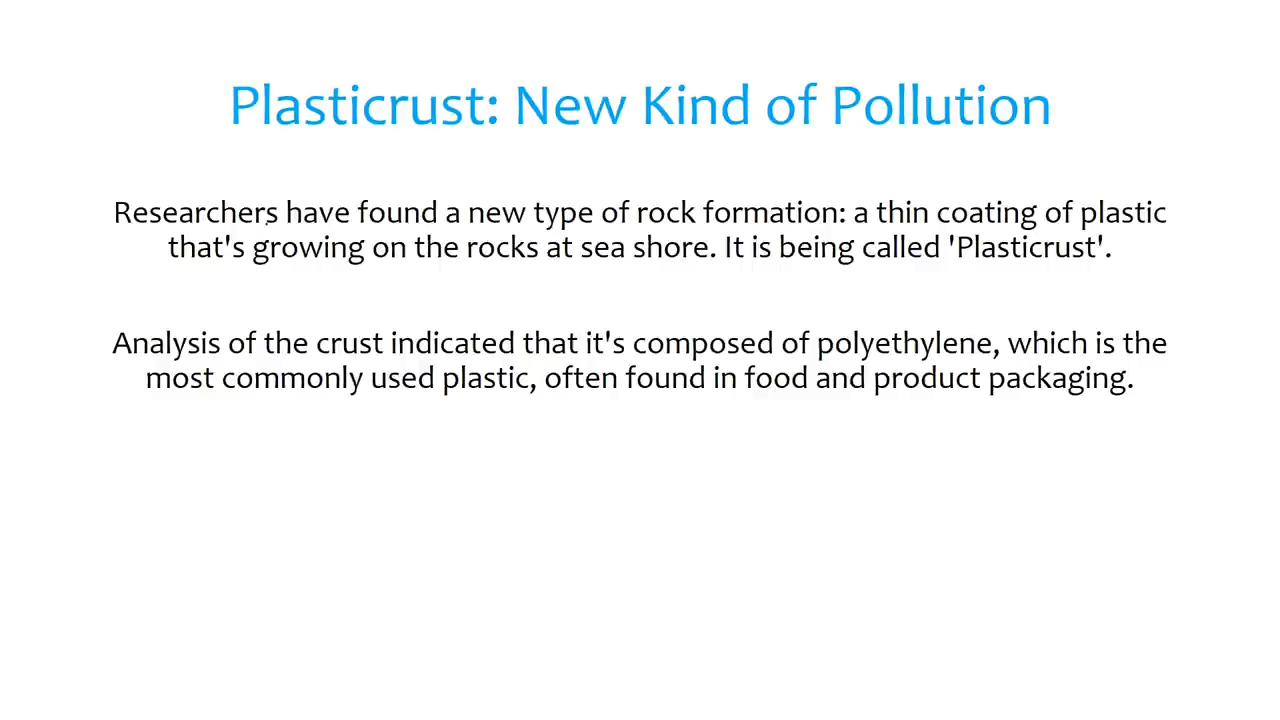 Plasticrust: New Kind of Pollution
Researchers have found a new type of rock formation: a thin coating of plastic
that's growing on the rocks at sea shore. It is being called 'Plasticrust'.
Analysis of the crust indicated that it's composed of polyethylene, which is the
most commonly used plastic, often found in food and product packaging.